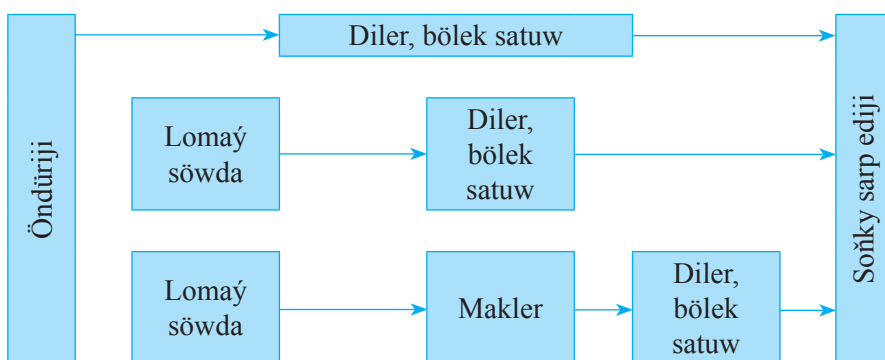 Öndüriji
Diler, bölek satuw
Lomaý
söwda
Diler,
bölek
satuw
Lomaý
söwda
Makler
Diler,
bölek
satuw
Soňky sarp ediji